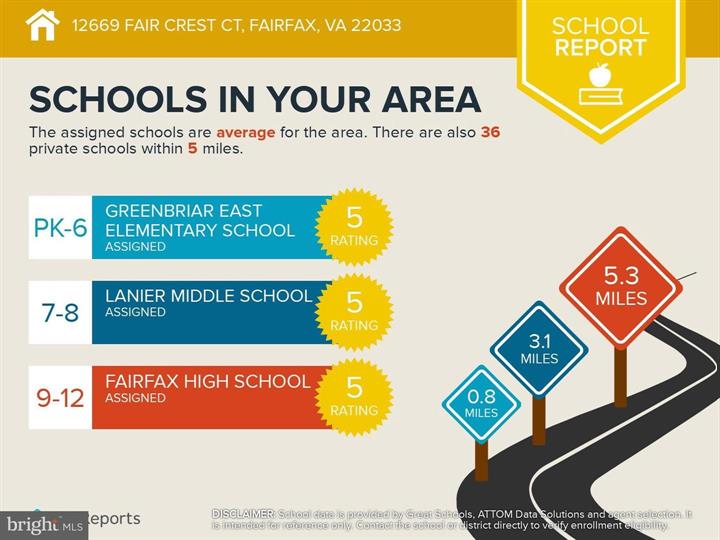 12669 FAIR CREST CT, FAIRFAX, VA 22033
SCHOOL
REPORT
SCHOOLS IN YOUR AREA
The assigned schools are average for the area. There are also 36
private schools within 5 miles.
PK-6
GREENBRIAR EAST
ELEMENTARY SCHOOL
ASSIGNED
5
RATING
7-8
LANIER MIDDLE SCHOOL
ASSIGNED
5
RATING
9-12
FAIRFAX HIGH SCHOOL
ASSIGNED
5
RATING
5.3
MILES
3.1
MILES
0.8
MILES
bright MLS
DISCLAIMER: School data is provided by Great Schools, ATTOM Data Solutions and agent selection. It
is intended for reference only. Contact the school or district directly to verify enrollment eligibility.